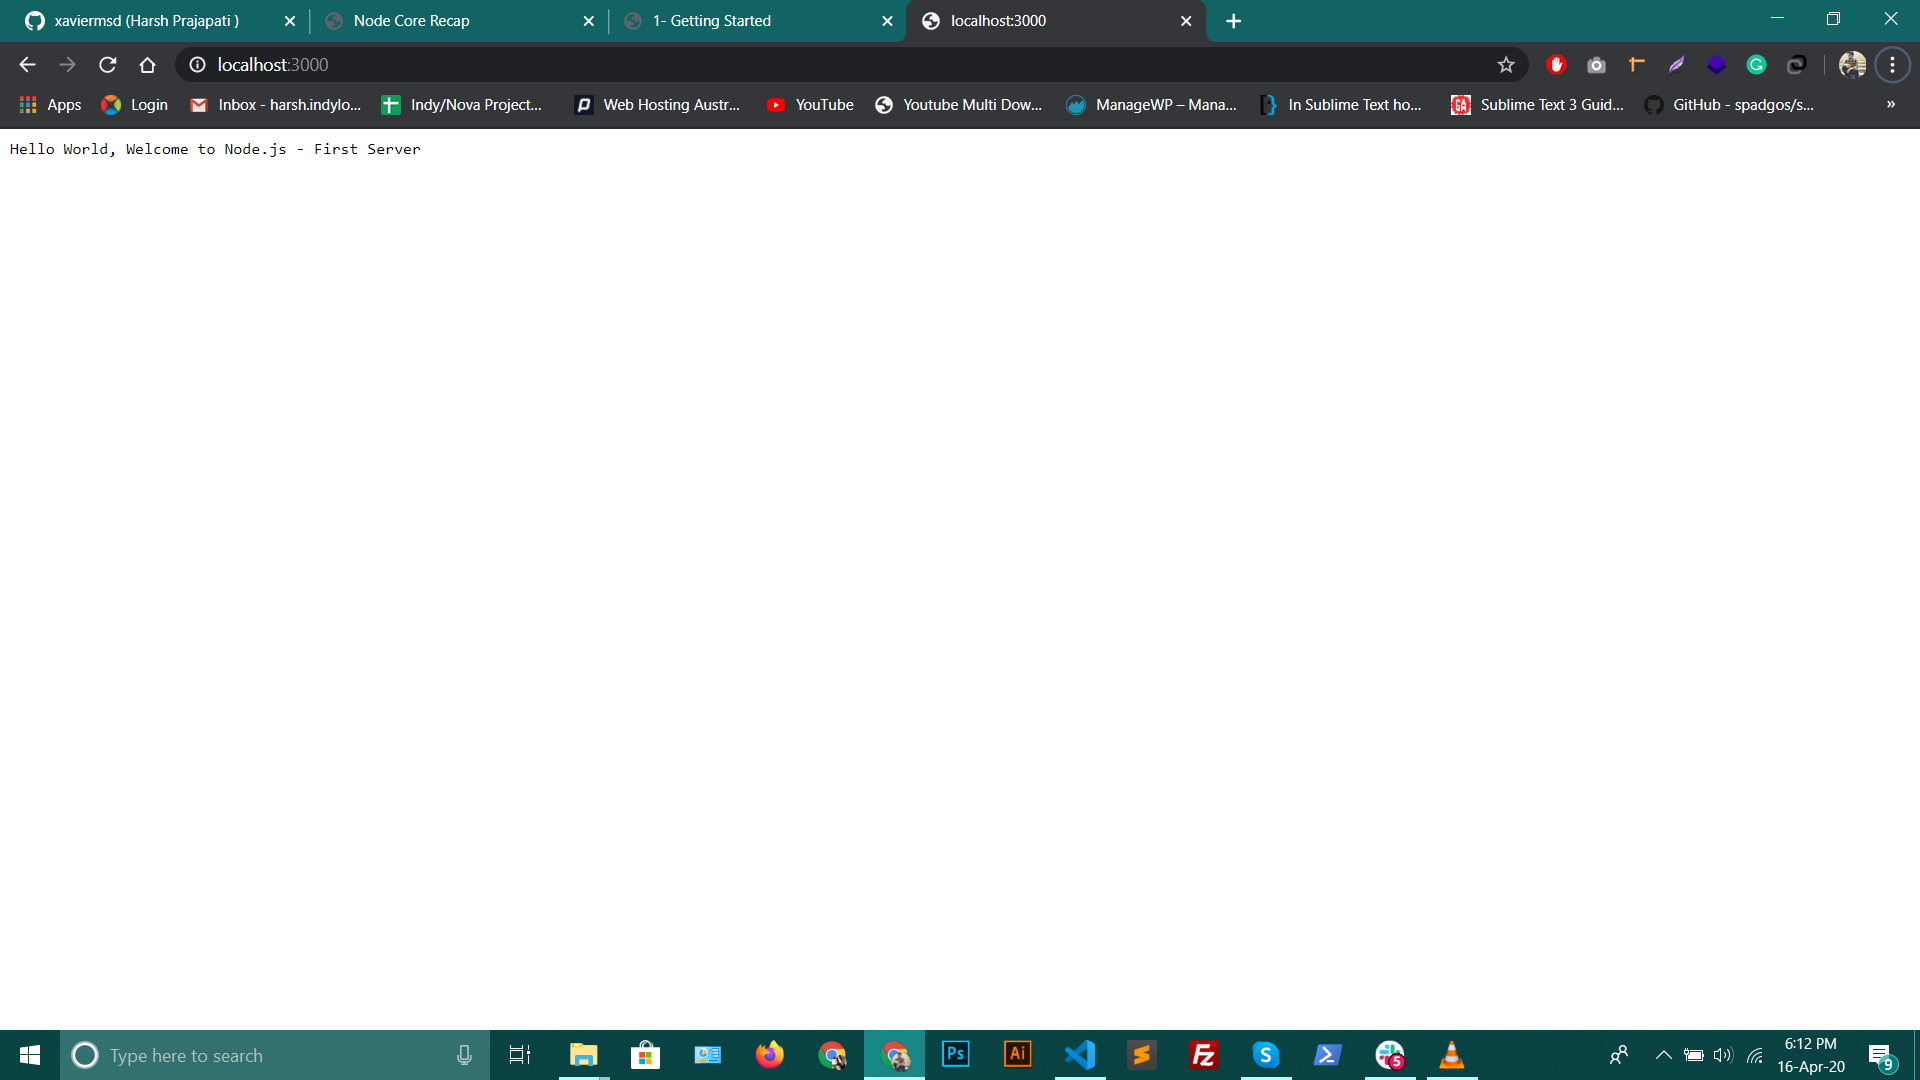 xaviermsd (Harsh Prajapati )
Node Core Recap
1- Getting Started
localhost:3000
localhost:3000
Apps
Login
Inbox - harsh.indylo...
Indy/Nova Project...
Web Hosting Austr...
YouTube
Youtube Multi Dow...
ManageWP – Mana...
In Sublime Text ho...
GA
Sublime Text 3 Guid...
GitHub - spadgos/s...
»
Hello World, Welcome to Node.js - First Server
Type here to search
Ps
Ai
Fz
S
5
6:12 PM
16-Apr-20
9